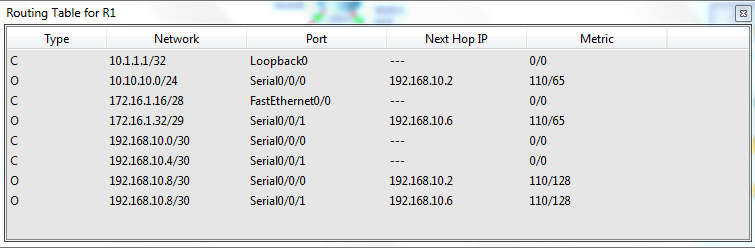 Routing Table for R1
Type Network Port Next Hop IP Metric
C 10.1.1.1/32 Loopback0 --- 0/0
O 10.10.10.0/24 Serial0/0/0 192.168.10.2 110/65
C 172.16.1.16/28 FastEthernet0/0 --- 0/0
O 172.16.1.32/29 Serial0/0/1 192.168.10.6 110/65
C 192.168.10.0/30 Serial0/0/0 --- 0/0
C 192.168.10.4/30 Serial0/0/1 --- 0/0
O 192.168.10.8/30 Serial0/0/0 192.168.10.2 110/128
O 192.168.10.8/30 Serial0/0/1 192.168.10.6 110/128